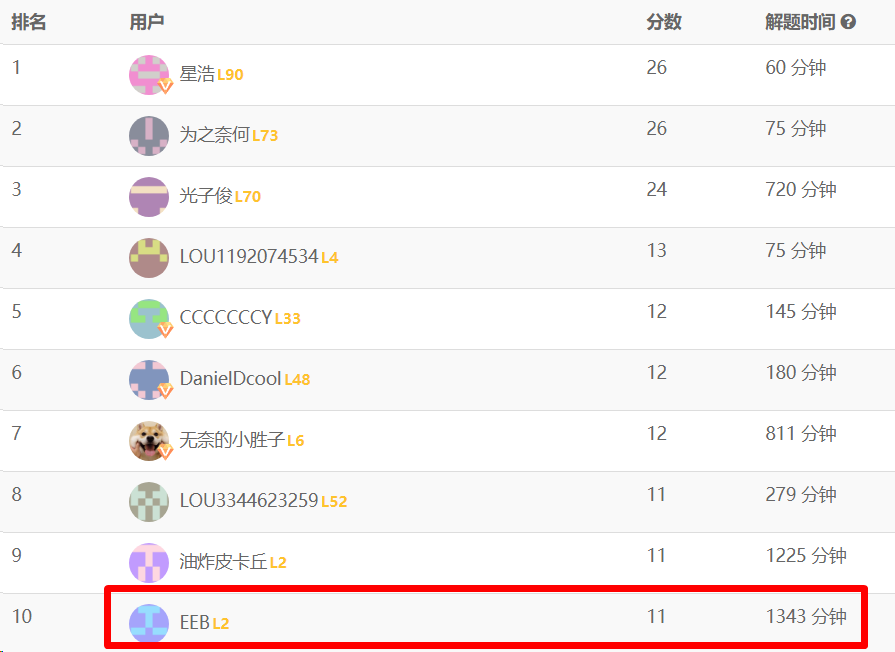 排名 用户 分数 解题时间
1 星浩 L90 26 60 分钟
2 为之奈何 L73 26 75 分钟
3 光子俊 L70 24 720 分钟
4 LOU1192074534 L4 13 75 分钟
5 CCCCCCCY L33 12 145 分钟
6 DanielDcool L48 12 180 分钟
7 无奈的小胜子 L6 12 811 分钟
8 LOU3344623259 L52 11 279 分钟
9 油炸皮卡丘 L2 11 1225 分钟
10 EEB L2 11 1343 分钟